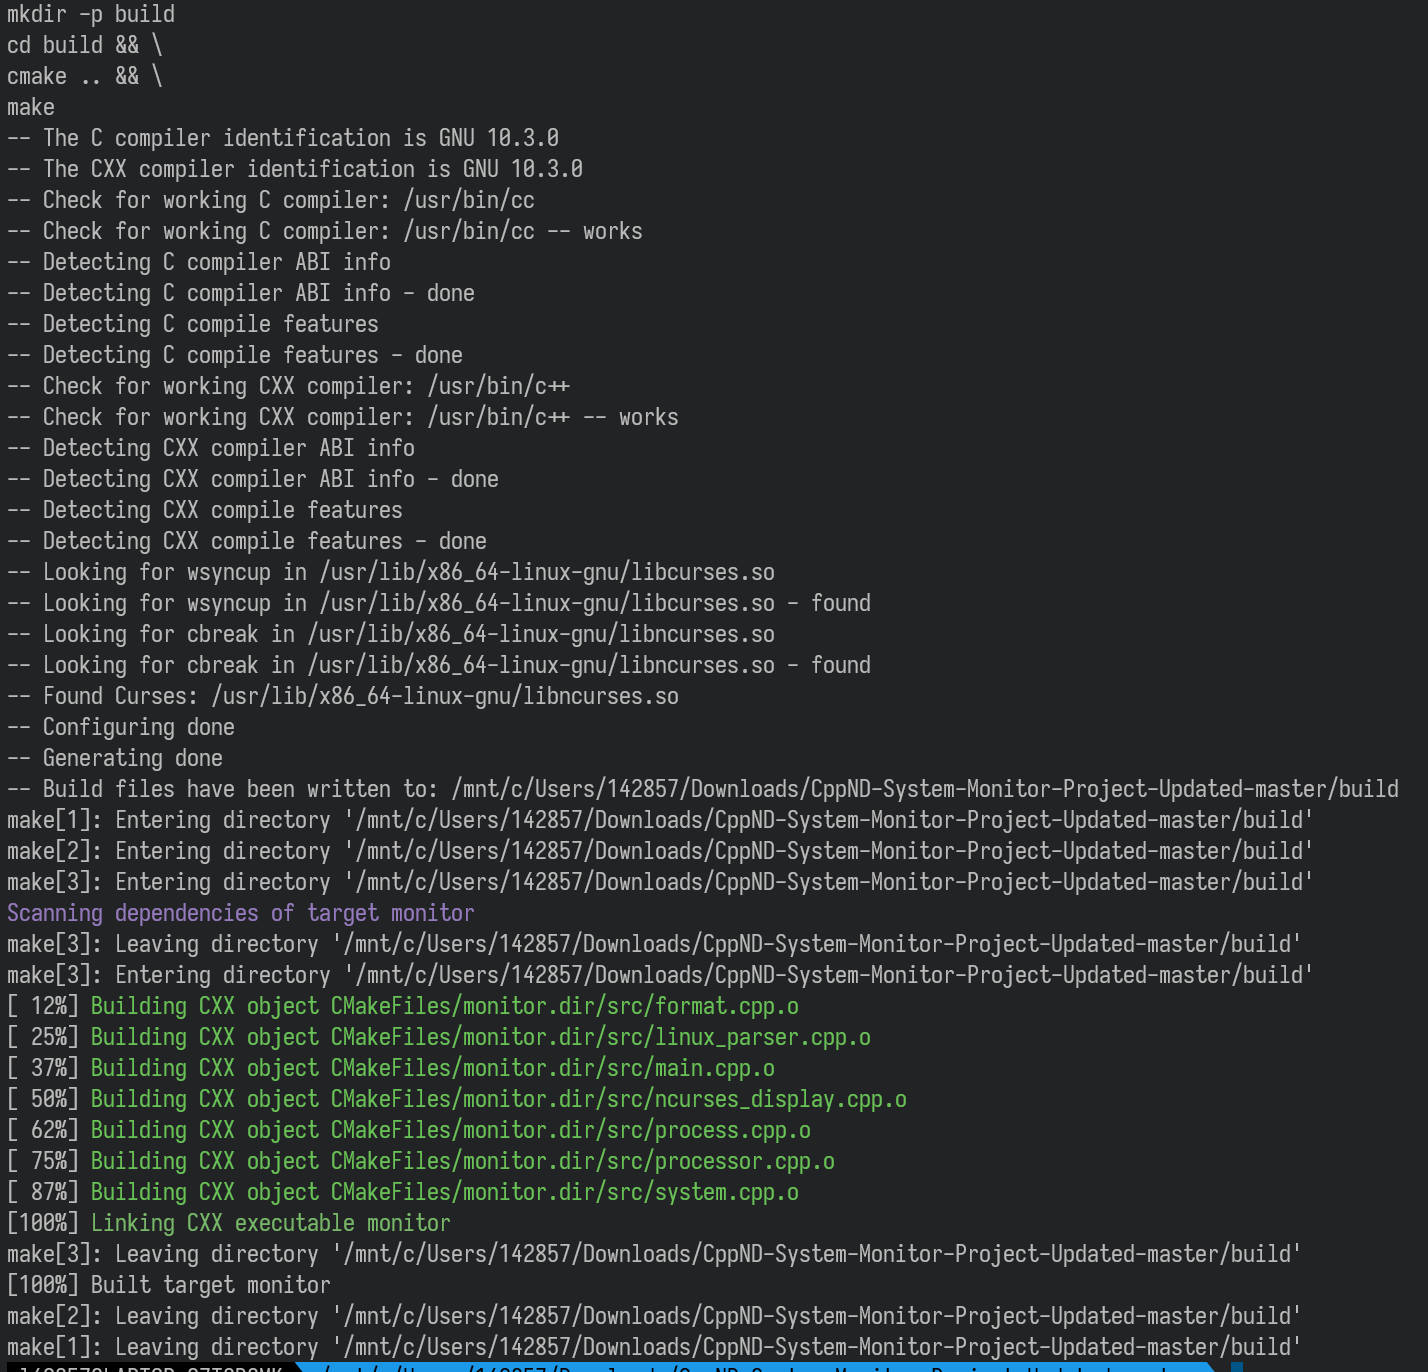 mkdir -p build
cd build && \
cmake .. && \
make
-- The C compiler identification is GNU 10.3.0
-- The CXX compiler identification is GNU 10.3.0
-- Check for working C compiler: /usr/bin/cc
-- Check for working C compiler: /usr/bin/cc -- works
-- Detecting C compiler ABI info
-- Detecting C compiler ABI info - done
-- Detecting C compile features
-- Detecting C compile features - done
-- Check for working CXX compiler: /usr/bin/c++
-- Check for working CXX compiler: /usr/bin/c++ -- works
-- Detecting CXX compiler ABI info
-- Detecting CXX compiler ABI info - done
-- Detecting CXX compile features
-- Detecting CXX compile features - done
-- Looking for wsyncup in /usr/lib/x86_64-linux-gnu/libcurses.so
-- Looking for wsyncup in /usr/lib/x86_64-linux-gnu/libcurses.so - found
-- Looking for cbreak in /usr/lib/x86_64-linux-gnu/libncurses.so
-- Looking for cbreak in /usr/lib/x86_64-linux-gnu/libncurses.so - found
-- Found Curses: /usr/lib/x86_64-linux-gnu/libncurses.so
-- Configuring done
-- Generating done
-- Build files have been written to: /mnt/c/Users/142857/Downloads/CppND-System-Monitor-Project-Updated-master/build
make[1]: Entering directory '/mnt/c/Users/142857/Downloads/CppND-System-Monitor-Project-Updated-master/build'
make[2]: Entering directory '/mnt/c/Users/142857/Downloads/CppND-System-Monitor-Project-Updated-master/build'
make[3]: Entering directory '/mnt/c/Users/142857/Downloads/CppND-System-Monitor-Project-Updated-master/build'
Scanning dependencies of target monitor
make[3]: Leaving directory '/mnt/c/Users/142857/Downloads/CppND-System-Monitor-Project-Updated-master/build'
make[3]: Entering directory '/mnt/c/Users/142857/Downloads/CppND-System-Monitor-Project-Updated-master/build'
[ 12%] Building CXX object CMakeFiles/monitor.dir/src/format.cpp.o
[ 25%] Building CXX object CMakeFiles/monitor.dir/src/linux_parser.cpp.o
[ 37%] Building CXX object CMakeFiles/monitor.dir/src/main.cpp.o
[ 50%] Building CXX object CMakeFiles/monitor.dir/src/ncurses_display.cpp.o
[ 62%] Building CXX object CMakeFiles/monitor.dir/src/process.cpp.o
[ 75%] Building CXX object CMakeFiles/monitor.dir/src/processor.cpp.o
[ 87%] Building CXX object CMakeFiles/monitor.dir/src/system.cpp.o
[100%] Linking CXX executable monitor
make[3]: Leaving directory '/mnt/c/Users/142857/Downloads/CppND-System-Monitor-Project-Updated-master/build'
[100%] Built target monitor
make[2]: Leaving directory '/mnt/c/Users/142857/Downloads/CppND-System-Monitor-Project-Updated-master/build'
make[1]: Leaving directory '/mnt/c/Users/142857/Downloads/CppND-System-Monitor-Project-Updated-master/build'